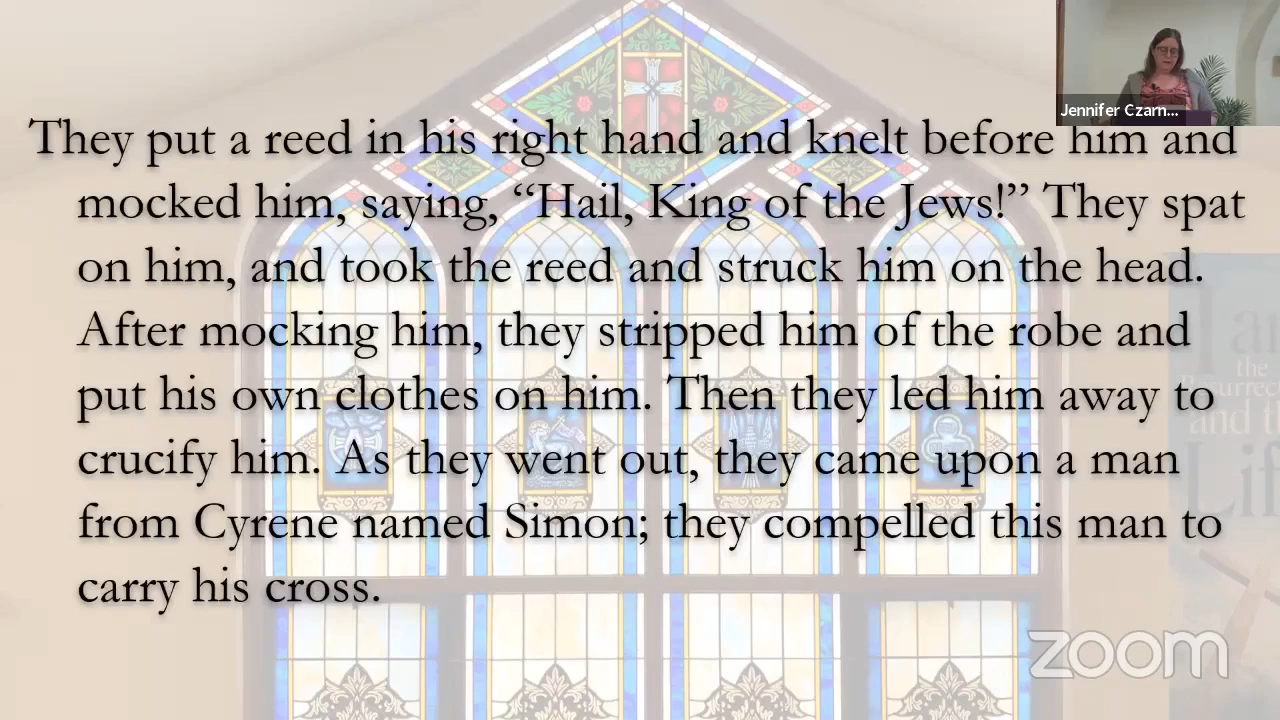 Jennifer Czarn...
They put a reed in his right hand and knelt before him and
mocked him, saying, “Hail, King of the Jews!” They spat
on him, and took the reed and struck him on the head.
After mocking him, they stripped him of the robe and
put his own clothes on him. Then they led him away to
crucify him. As they went out, they came upon a man
from Cyrene named Simon; they compelled this man to
carry his cross.
the
and
zoom